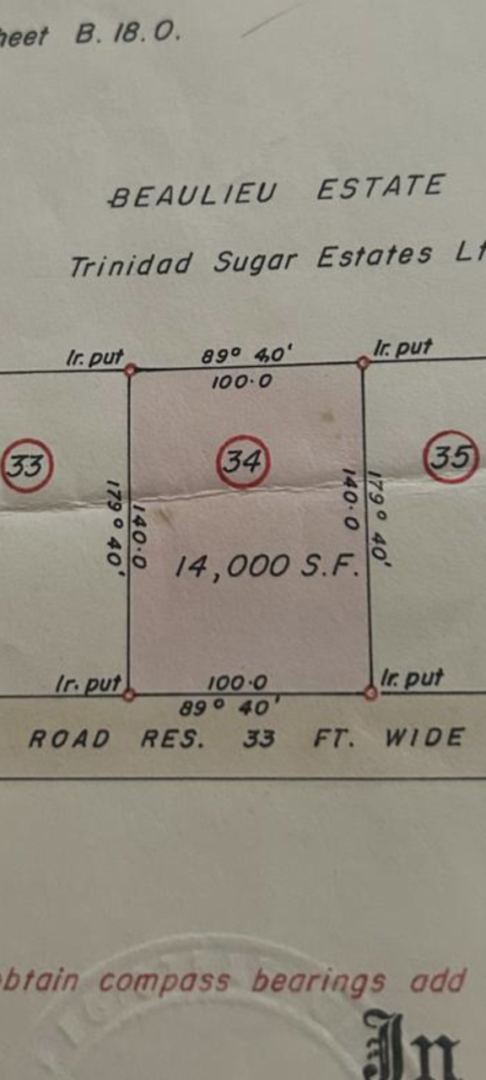 heet B. 18. O.
BEAULIEU ESTATE
Trinidad Sugar Estates Lt
Ir. put 89° 40' Ir. put
100·0
33 34 35
179° 40' 140·0 140·0 179° 40'
14,000 S.F.
Ir. put 100·0 Ir. put
89° 40'
ROAD RES. 33 FT. WIDE
obtain compass bearings add
In